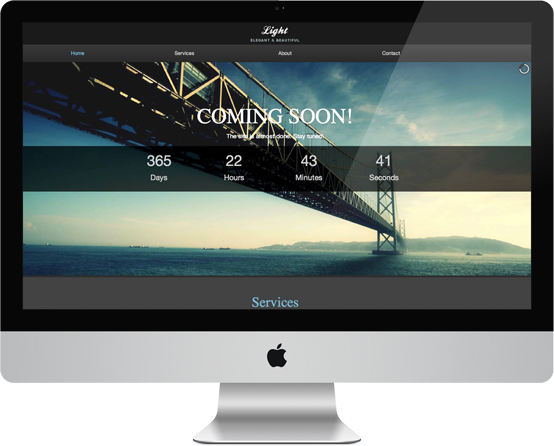 Light
ELEGANT & BEAUTIFUL
Home Services About Contact
COMING SOON!
The site is almost done. Stay tuned.
365 22 43 41
Days Hours Minutes Seconds
Services